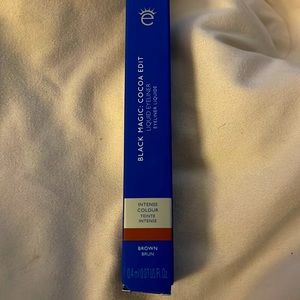 BLACK MAGIC: COCOA EDIT
LIQUID EYELINER
EYELINER LIQUIDE
INTENSE
COLOUR
TEINTE
INTENSE
BROWN
BRUN